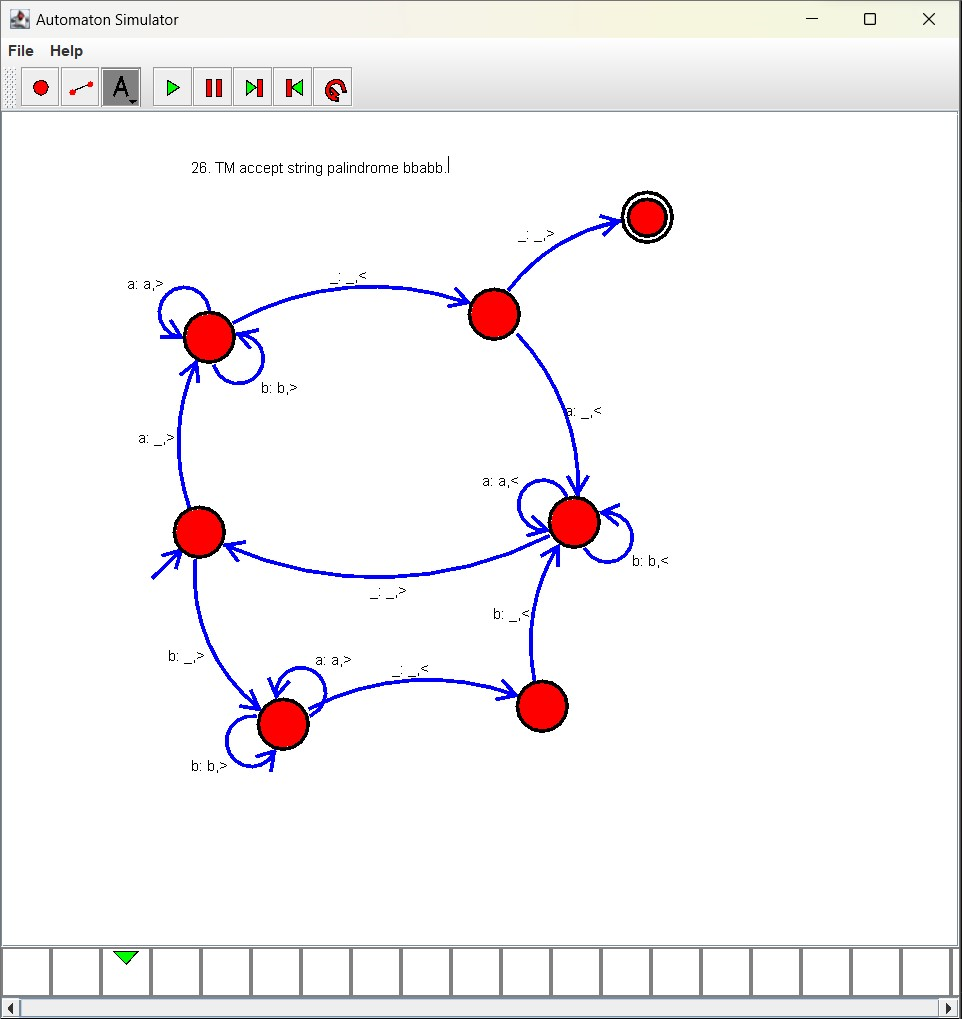 Automaton Simulator
File Help
A
26. TM accept string palindrome bbabb.
_: _,>
a: a,>
_: _,<
b: b,>
a: _,<
a: _,>
a: a,<
b: b,<
_: _,>
b: _,<
b: _,>
a: a,>
_: _,<
b: b,>